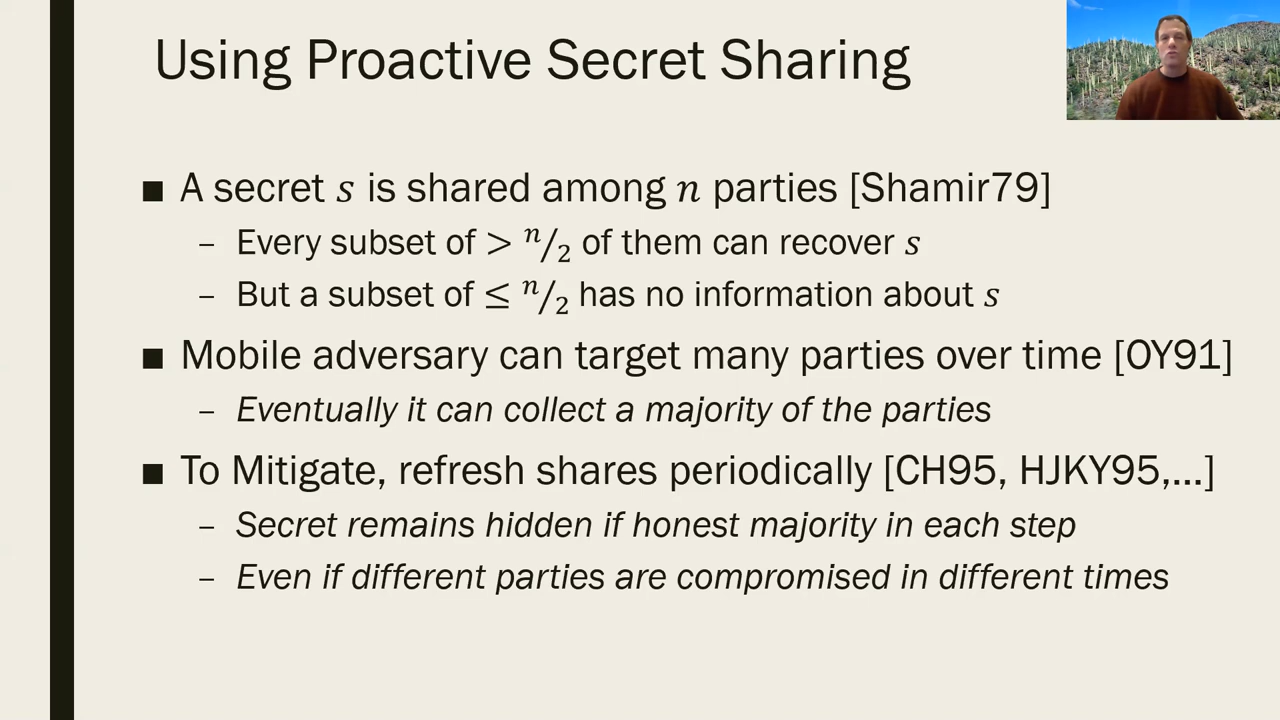 Using Proactive Secret Sharing
■ A secret s is shared among n parties [Shamir79]
– Every subset of > n/2 of them can recover s
– But a subset of ≤ n/2 has no information about s
■ Mobile adversary can target many parties over time [OY91]
– Eventually it can collect a majority of the parties
■ To Mitigate, refresh shares periodically [CH95, HJKY95,...]
– Secret remains hidden if honest majority in each step
– Even if different parties are compromised in different times